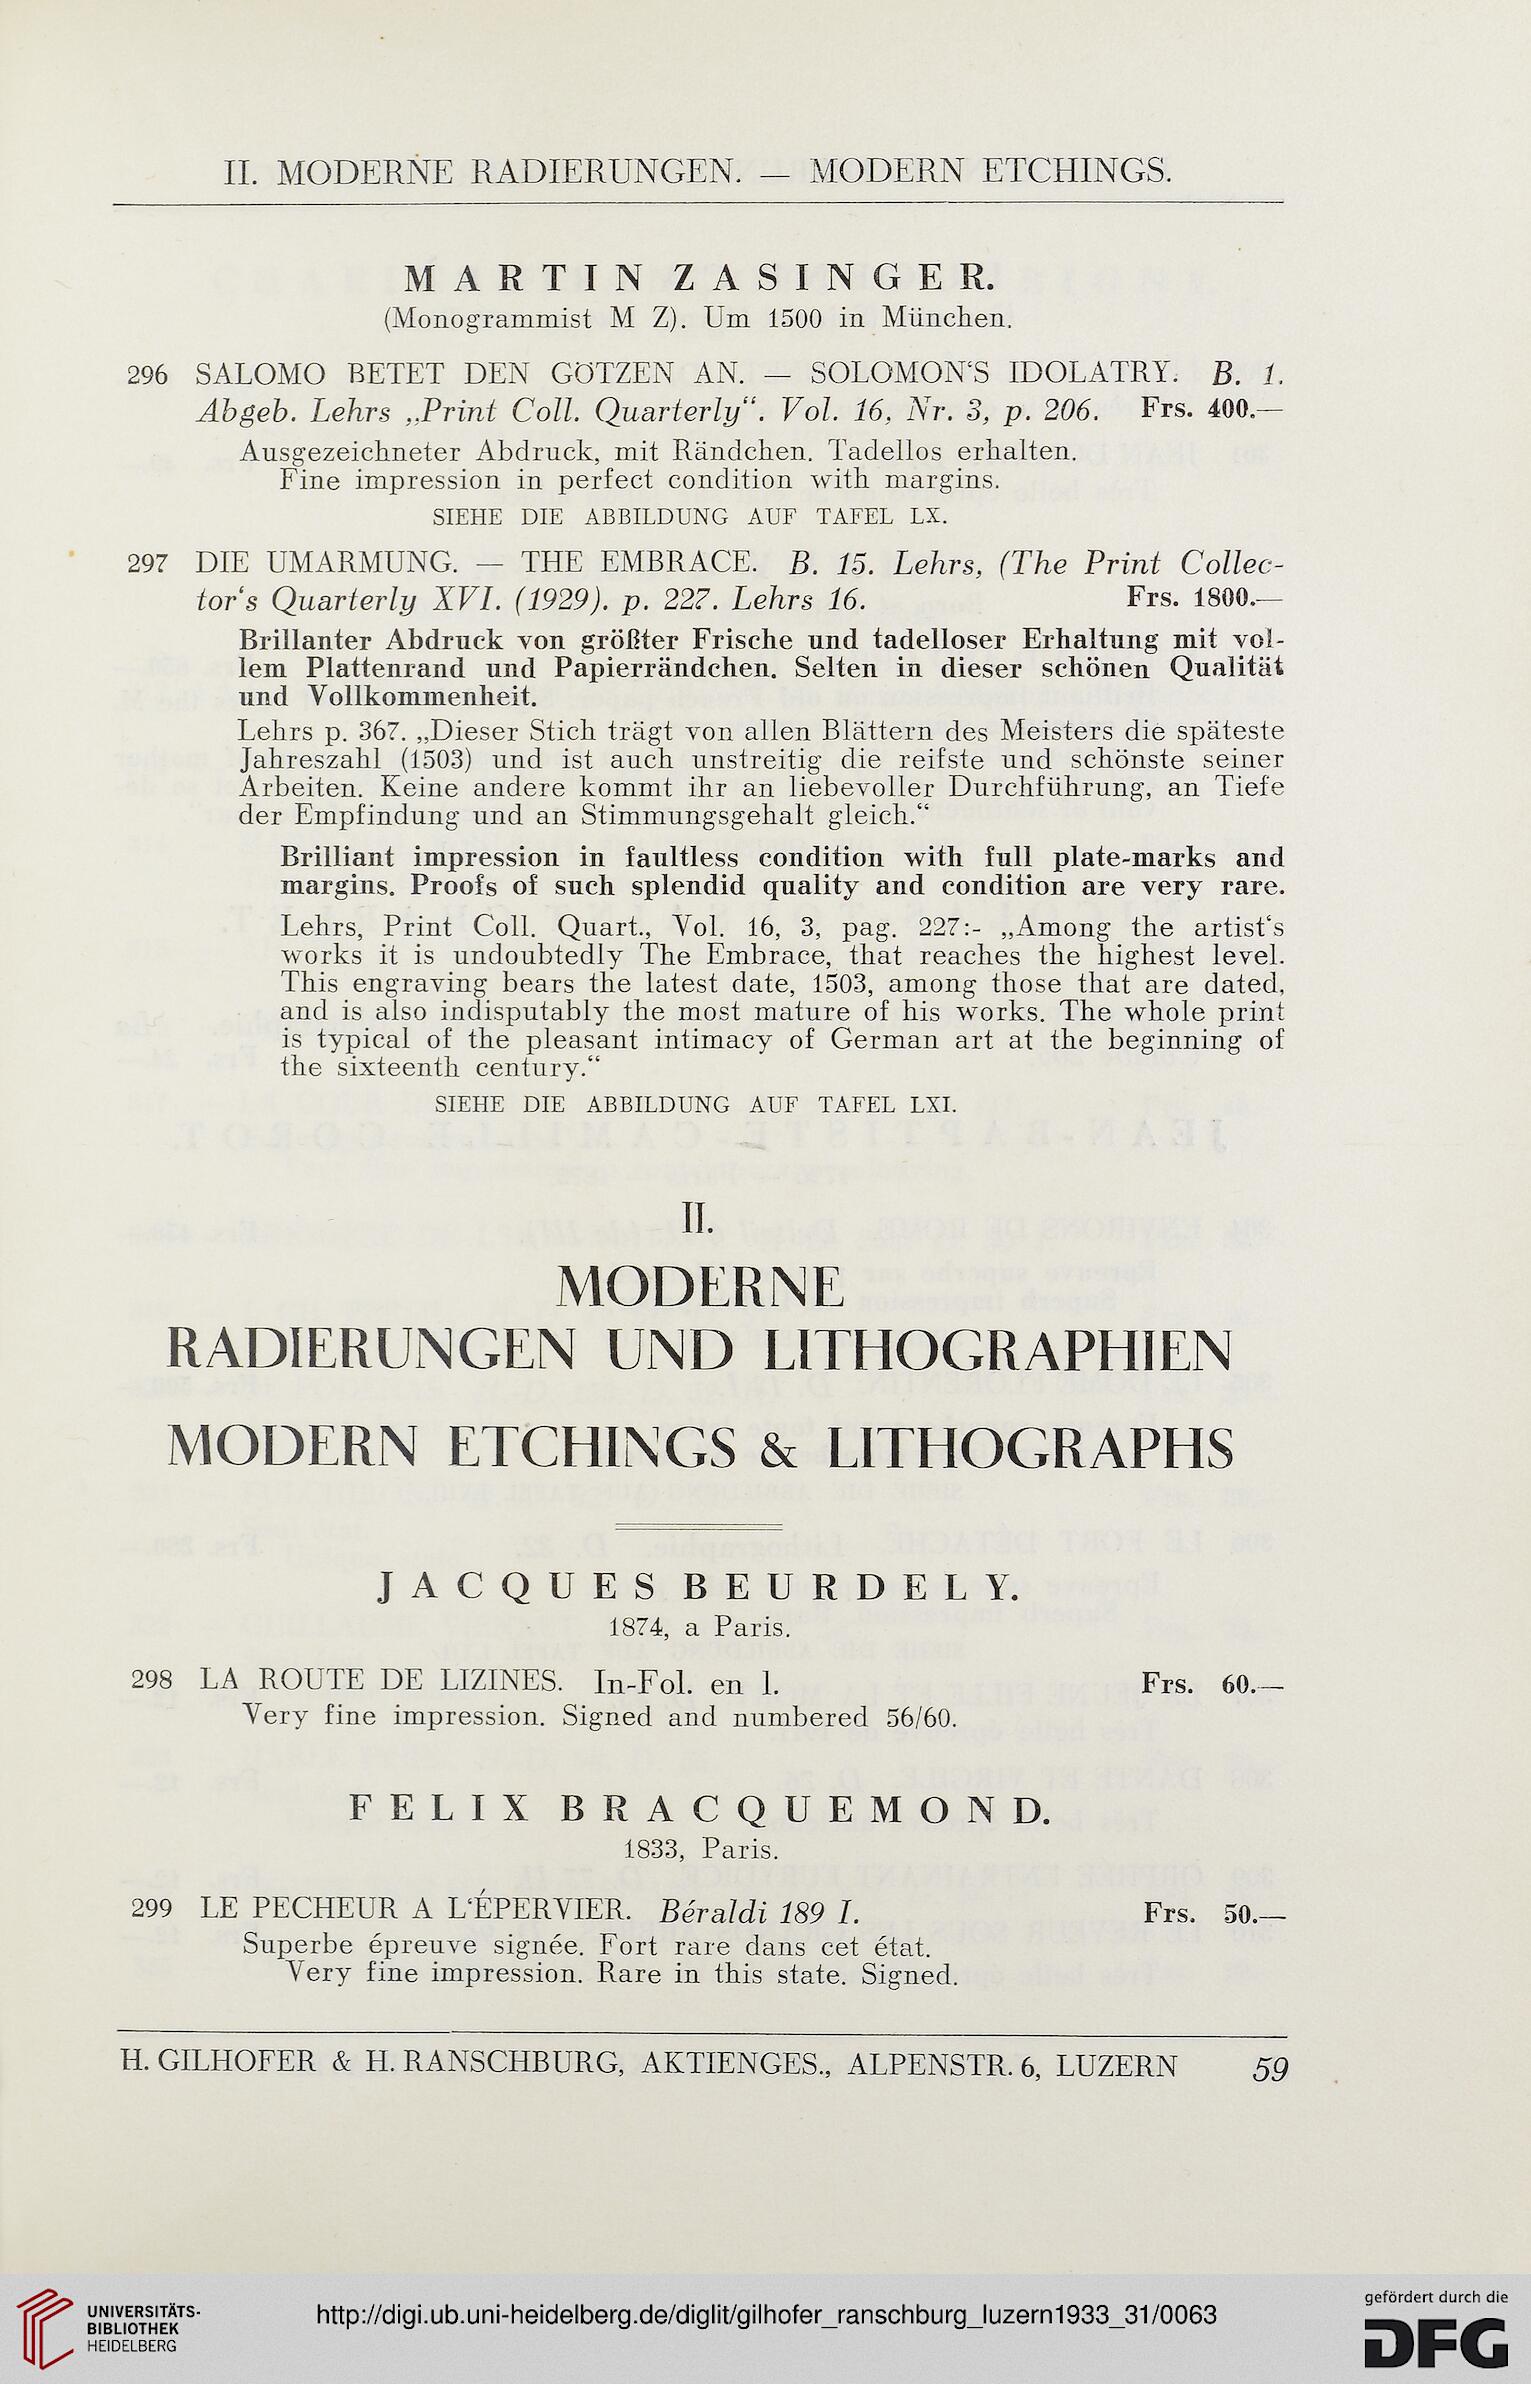 II. MODERNE RADIERUNGEN. — MODERN ETCHINGS.
MARTIN ZASINGER.
(Monogrammist M Z). Um 1500 in München.
296 SALOMO BETET DEN GÖTZEN AN. — SOLOMON‘S IDOLATRY. B. 1.
Abgeb. Lehrs „Print Coll. Quarterly“. Vol. 16, Nr. 3, p. 206. Frs. 400.—
Ausgezeichneter Abdruck, mit Rändchen. Tadellos erhalten.
Fine impression in perfect condition with margins.
SIEHE DIE ABBILDUNG AUF TAFEL LX.
297 DIE UMARMUNG. — THE EMBRACE. B. 15. Lehrs, (The Print Collec-
tor‘s Quarterly XVI. (1929). p. 227. Lehrs 16. Frs. 1800.—
Brillanter Abdruck von größter Frische und tadelloser Erhaltung mit vol-
lem Plattenrand und Papierrändchen. Selten in dieser schönen Qualität
und Vollkommenheit.
Lehrs p. 367. „Dieser Stich trägt von allen Blättern des Meisters die späteste
Jahreszahl (1503) und ist auch unstreitig die reifste und schönste seiner
Arbeiten. Keine andere kommt ihr an liebevoller Durchführung, an Tiefe
der Empfindung und an Stimmungsgehalt gleich.“
Brilliant impression in faultless condition with full plate-marks and
margins. Proofs of such splendid quality and condition are very rare.
Lehrs, Print Coll. Quart., Vol. 16, 3, pag. 227:- „Among the artist‘s
works it is undoubtedly The Embrace, that reaches the highest level.
This engraving bears the latest date, 1503, among those that are dated,
and is also indisputably the most mature of his works. The whole print
is typical of the pleasant intimacy of German art at the beginning of
the sixteenth century.“
SIEHE DIE ABBILDUNG AUF TAFEL LXI.
II.
MODERNE
RADIERUNGEN UND LITHOGRAPHIEN
MODERN ETCHINGS & LITHOGRAPHS
JACQUES BEURDELY.
1874, a Paris.
298 LA ROUTE DE LIZINES. In-Fol. en l. Frs. 60.—
Very fine impression. Signed and numbered 56/60.
FELIX BRACQUEMOND.
1833, Paris.
299 LE PECHEUR A L‘ÉPERVIER. Béraldi 189 I. Frs. 50.—
Superbe épreuve signée. Fort rare dans cet état.
Very fine impression. Rare in this state. Signed.
H. GILHOFER & H. RANSCHBURG, AKTIENGES., ALPENSTR. 6, LUZERN 59
UNIVERSITÄTS-
BIBLIOTHEK
HEIDELBERG
http://digi.ub.uni-heidelberg.de/diglit/gilhofer_ranschburg_luzern1933_31/0063
gefördert durch die
DFG